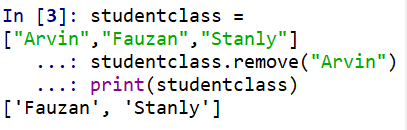 In [3]: studentclass =
["Arvin","Fauzan","Stanly"]
...: studentclass.remove("Arvin")
...: print(studentclass)
['Fauzan', 'Stanly']